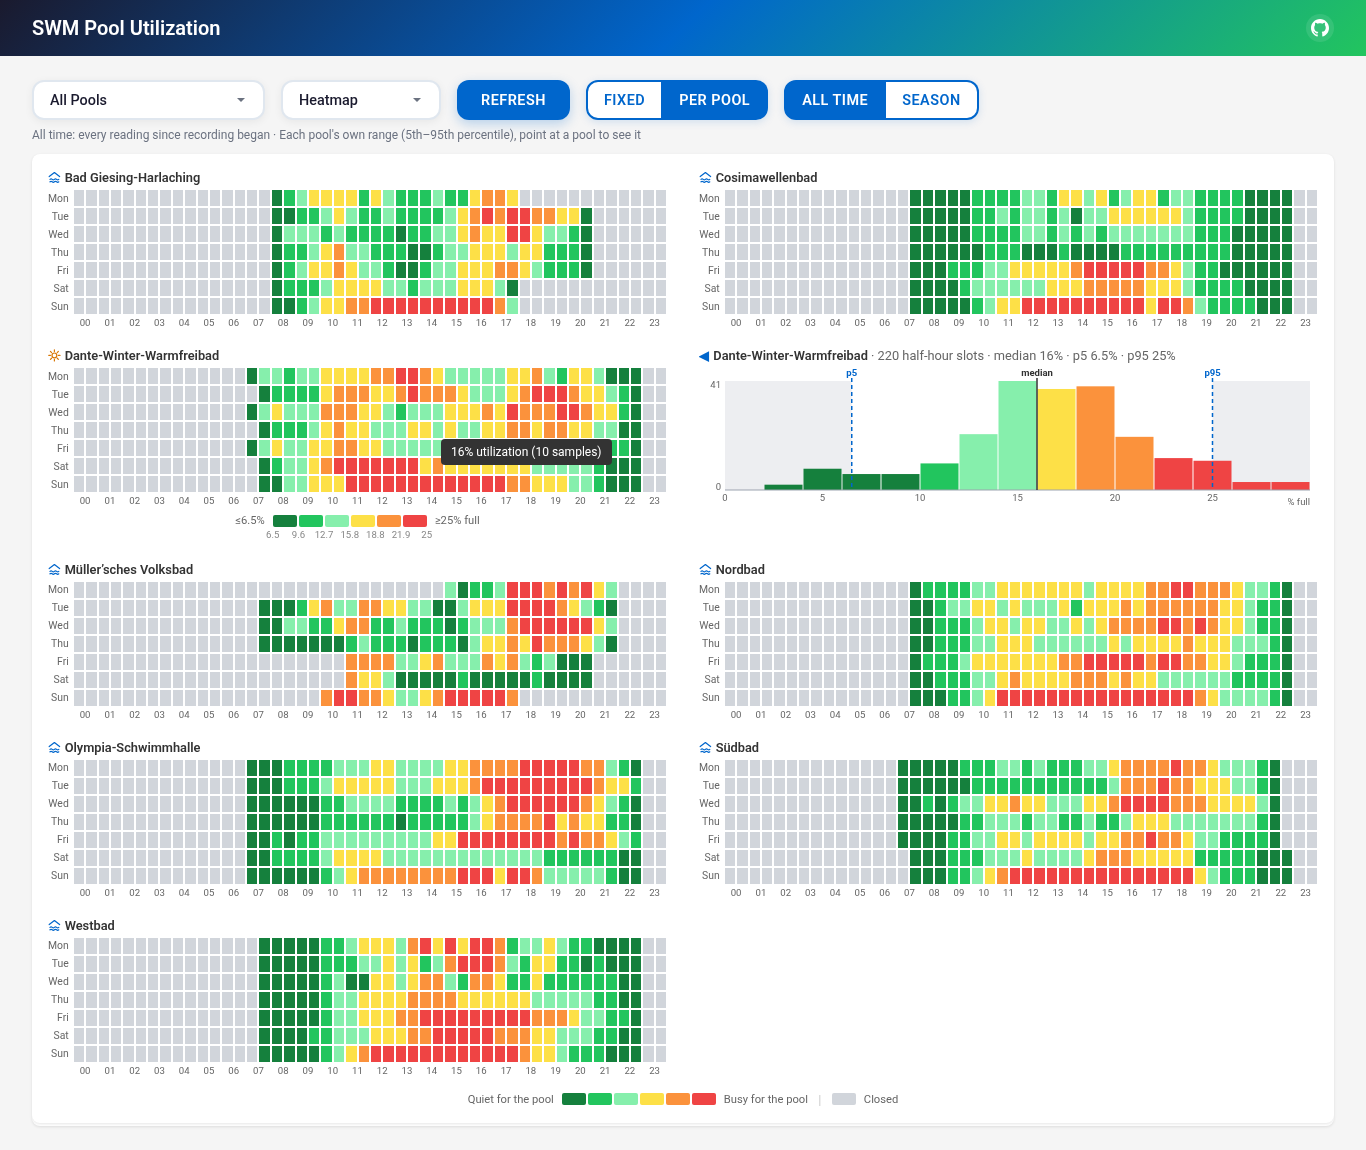 SWM Pool Utilization
All Pools
Heatmap
REFRESH
FIXED
PER POOL
ALL TIME
SEASON
All time: every reading since recording began · Each pool's own range (5th–95th percentile), point at a pool to see it
Bad Giesing-Harlaching
Mon
Tue
Wed
Thu
Fri
Sat
Sun
00 01 02 03 04 05 06 07 08 09 10 11 12 13 14 15 16 17 18 19 20 21 22 23
Cosimawellenbad
Mon
Tue
Wed
Thu
Fri
Sat
Sun
00 01 02 03 04 05 06 07 08 09 10 11 12 13 14 15 16 17 18 19 20 21 22 23
Dante-Winter-Warmfreibad
Mon
Tue
Wed
Thu
Fri
Sat
Sun
00 01 02 03 04 05 06 07 08 09 10 11 12 13 14 15 16 17 18 19 20 21 22 23
16% utilization (10 samples)
≤6.5% ≥25% full
6.5 9.6 12.7 15.8 18.8 21.9 25
Dante-Winter-Warmfreibad · 220 half-hour slots · median 16% · p5 6.5% · p95 25%
p5 median p95
41
0
0 5 10 15 20 25
% full
Müller'sches Volksbad
Mon
Tue
Wed
Thu
Fri
Sat
Sun
00 01 02 03 04 05 06 07 08 09 10 11 12 13 14 15 16 17 18 19 20 21 22 23
Nordbad
Mon
Tue
Wed
Thu
Fri
Sat
Sun
00 01 02 03 04 05 06 07 08 09 10 11 12 13 14 15 16 17 18 19 20 21 22 23
Olympia-Schwimmhalle
Mon
Tue
Wed
Thu
Fri
Sat
Sun
00 01 02 03 04 05 06 07 08 09 10 11 12 13 14 15 16 17 18 19 20 21 22 23
Südbad
Mon
Tue
Wed
Thu
Fri
Sat
Sun
00 01 02 03 04 05 06 07 08 09 10 11 12 13 14 15 16 17 18 19 20 21 22 23
Westbad
Mon
Tue
Wed
Thu
Fri
Sat
Sun
00 01 02 03 04 05 06 07 08 09 10 11 12 13 14 15 16 17 18 19 20 21 22 23
Quiet for the pool Busy for the pool | Closed